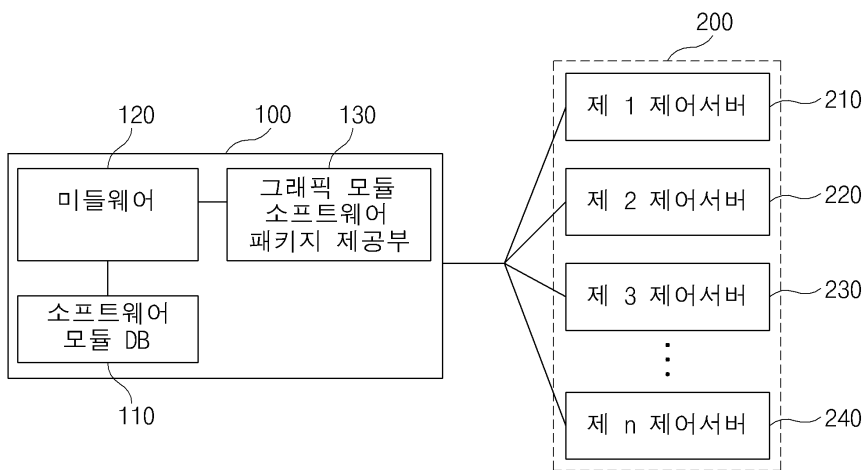 200
제 1 제어서버
210
120
100
130
미들웨어
그래픽 모듈
소프트웨어
패키지 제공부
제 2 제어서버
220
소프트웨어
모듈 DB
제 3 제어서버
230
110
제 n 제어서버
240